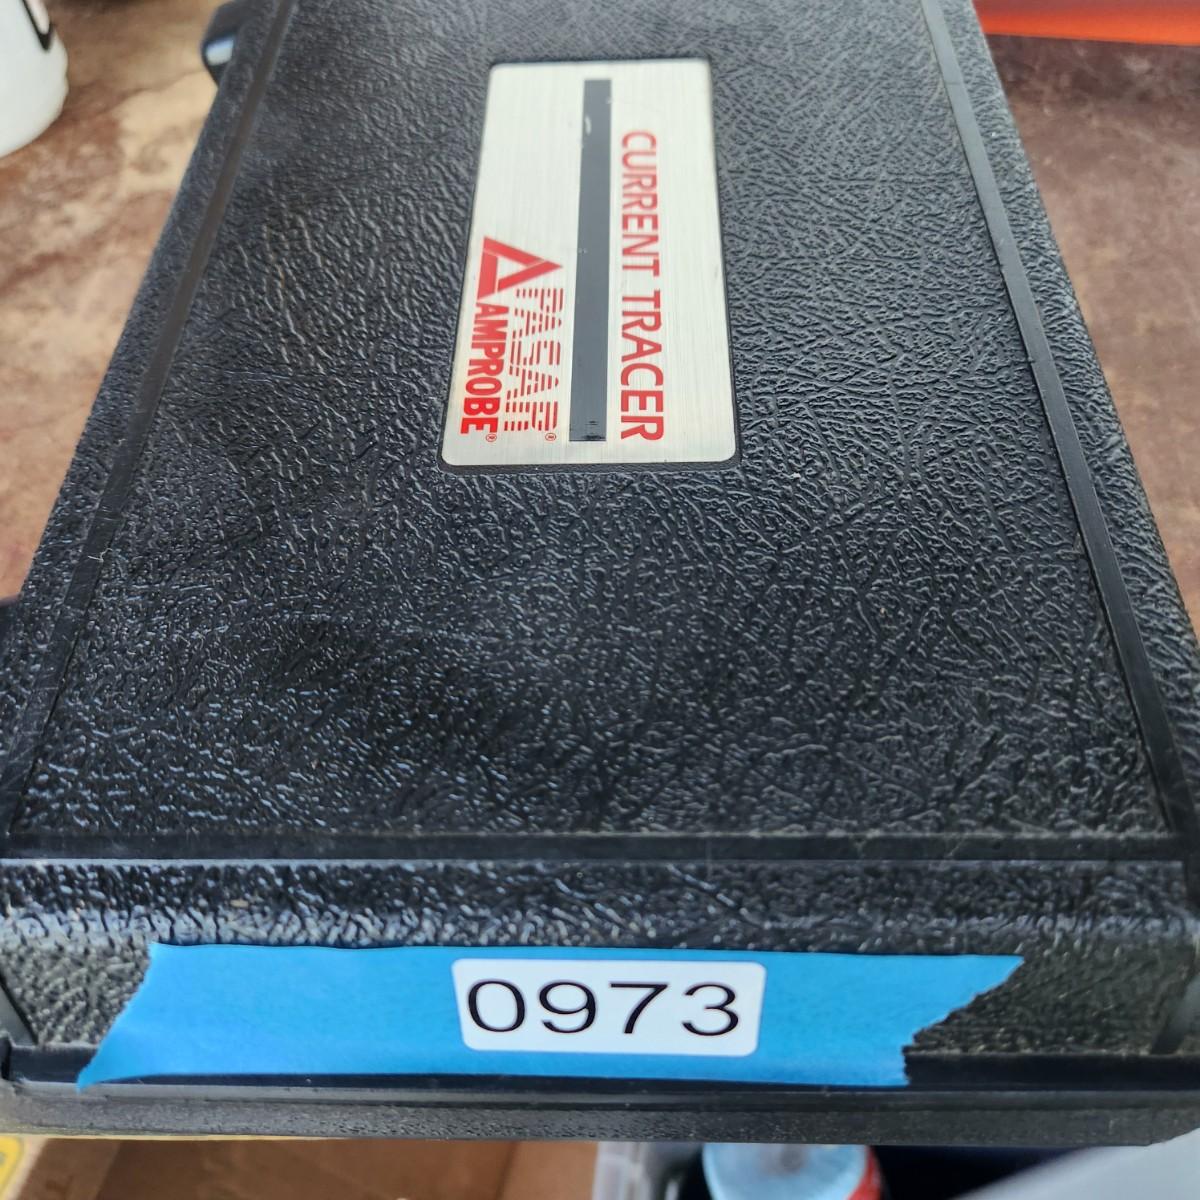 CURRENT TRACER
PASAR®
AMPROBE®
0973